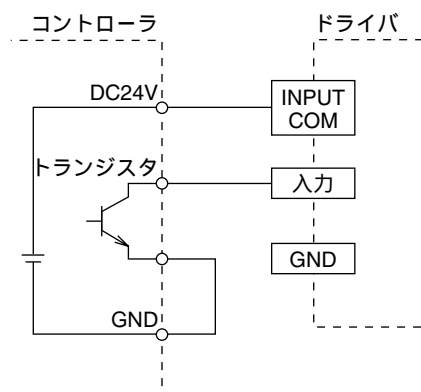 コントローラ
ドライバ
DC24V
INPUT
COM
トランジスタ
入力
GND
GND